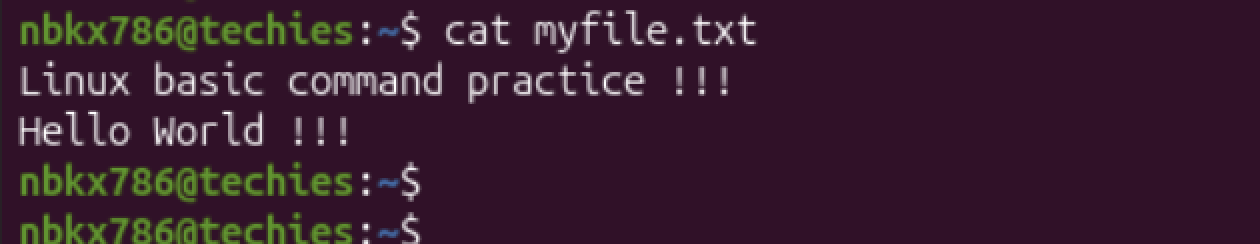 nbkx786@techies:~$ cat myfile.txt
Linux basic command practice !!!
Hello World !!!
nbkx786@techies:~$
nbkx786@techies:~$